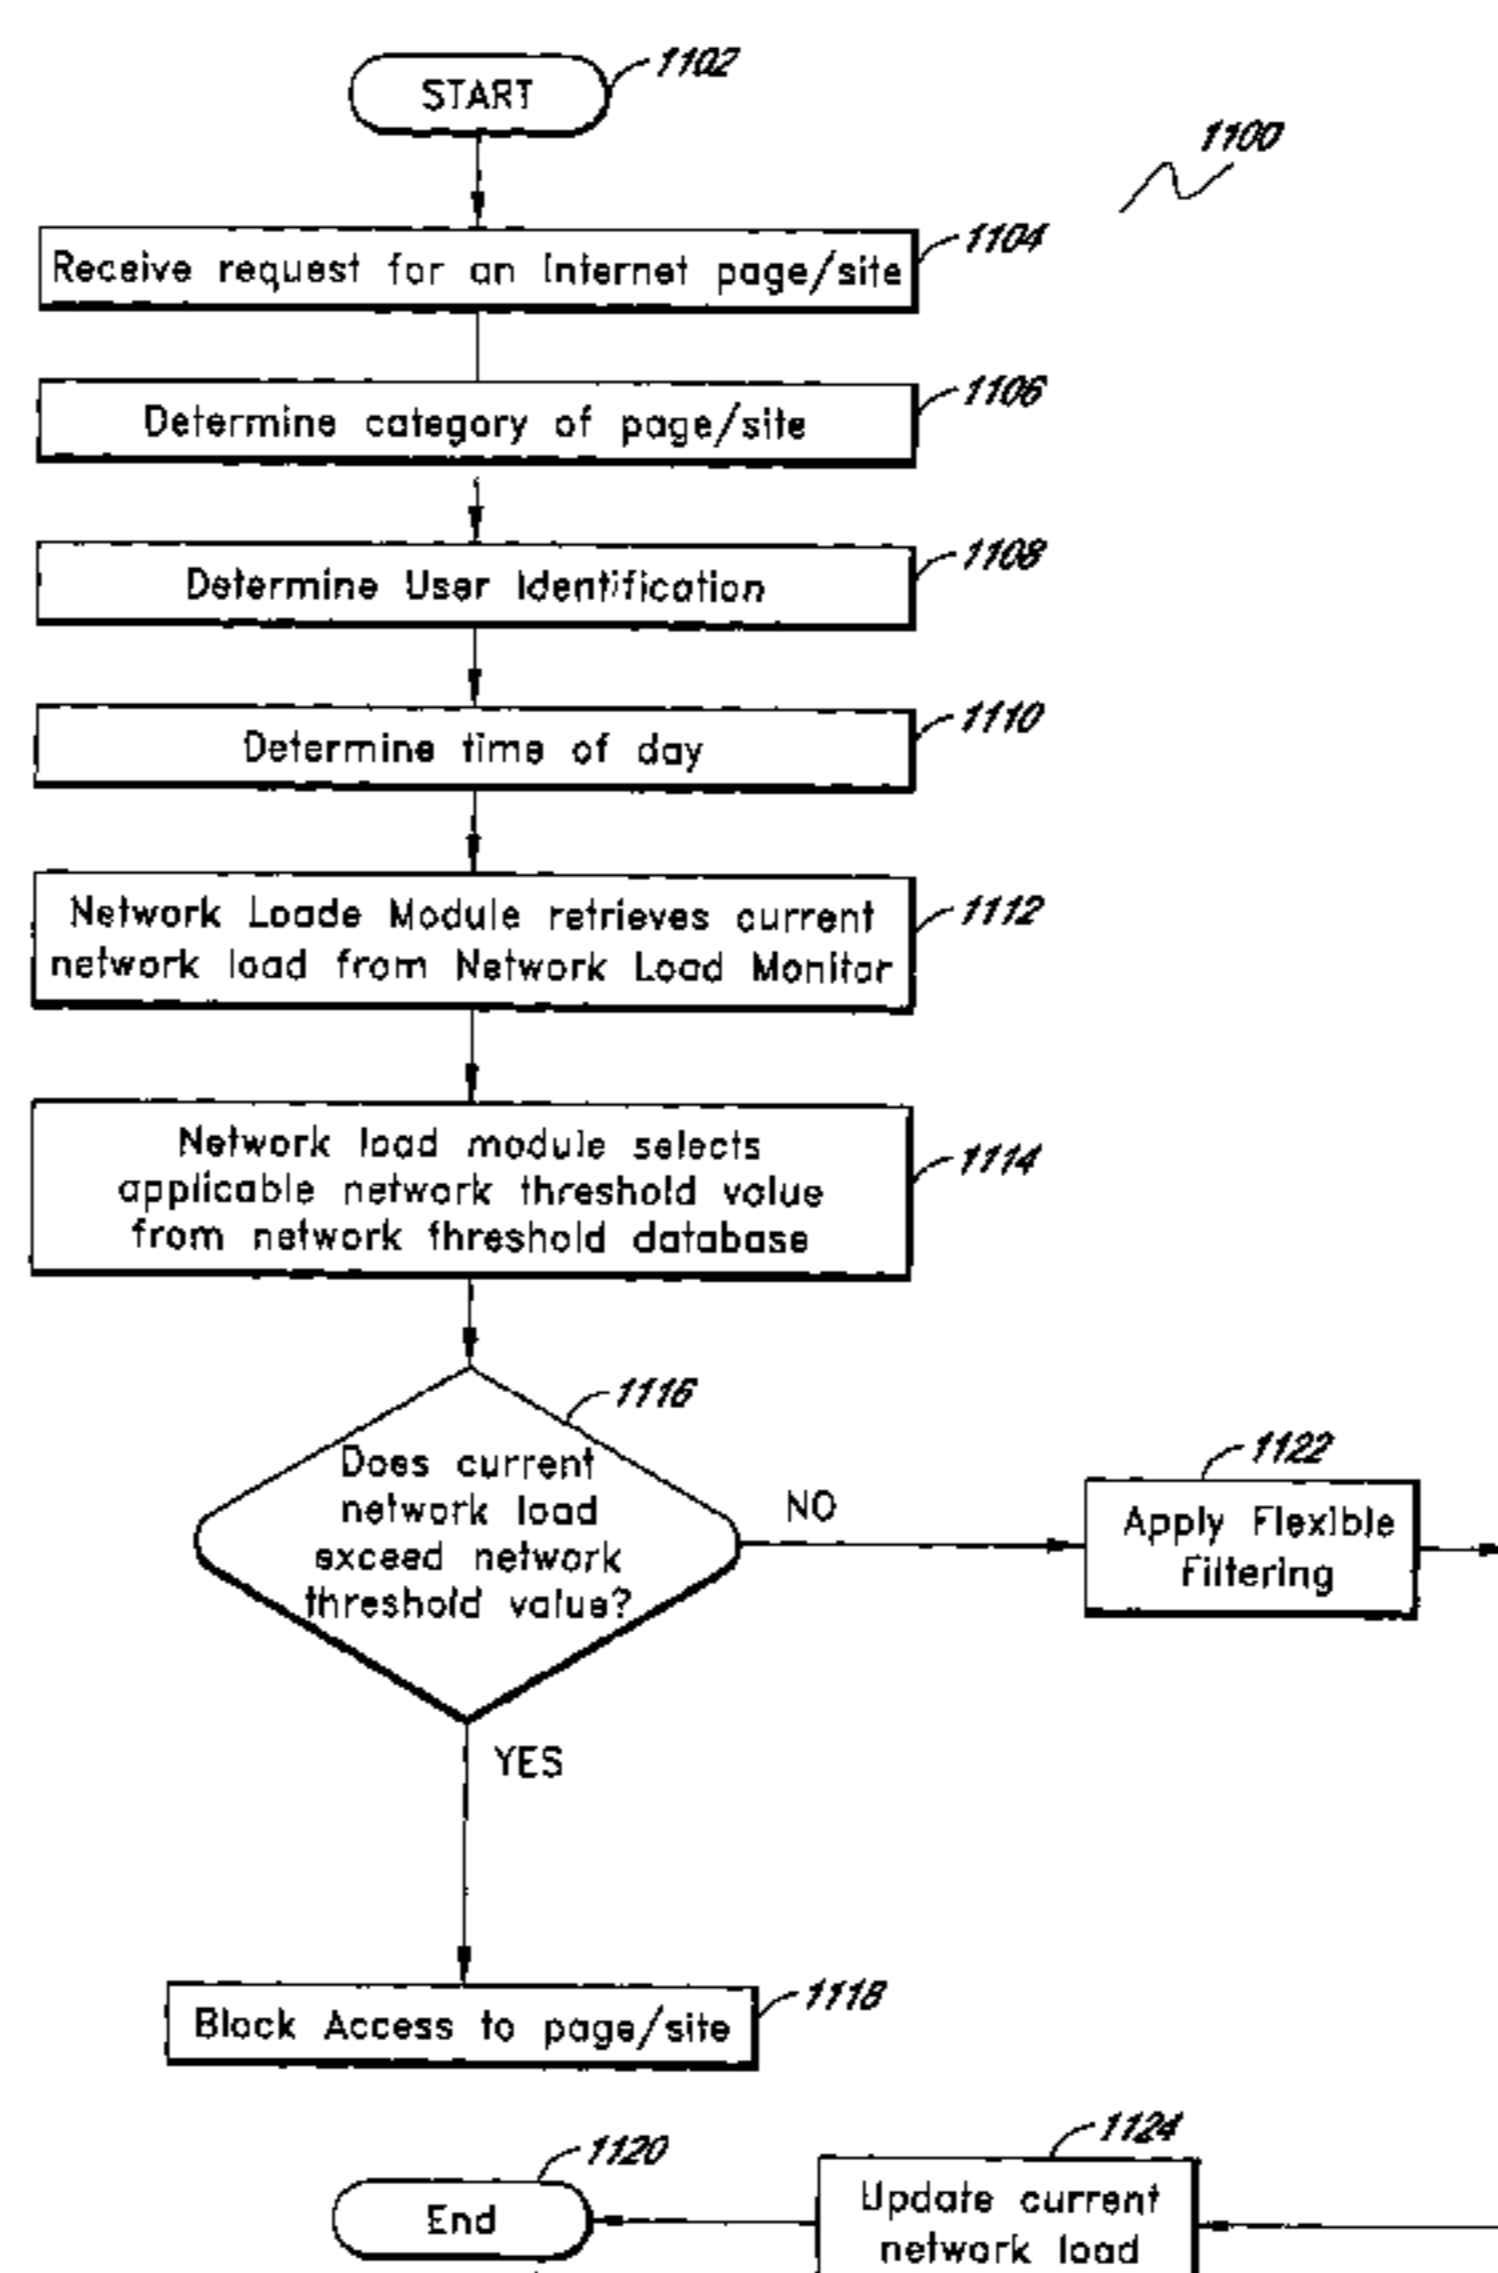 START
1102
1100
Receive request for an Internet page/site
1104
Determine category of page/site
1106
Determine User Identification
1108
Determine time of day
1110
Network Loade Module retrieves current
network load from Network Load Monitor
1112
Network load module selects
applicable network threshold value
from network threshold database
1114
1116
Does current
network load
exceed network
threshold value?
NO
1122
Apply Flexible
Filtering
YES
Block Access to page/site
1118
1120
End
1124
Update current
network load